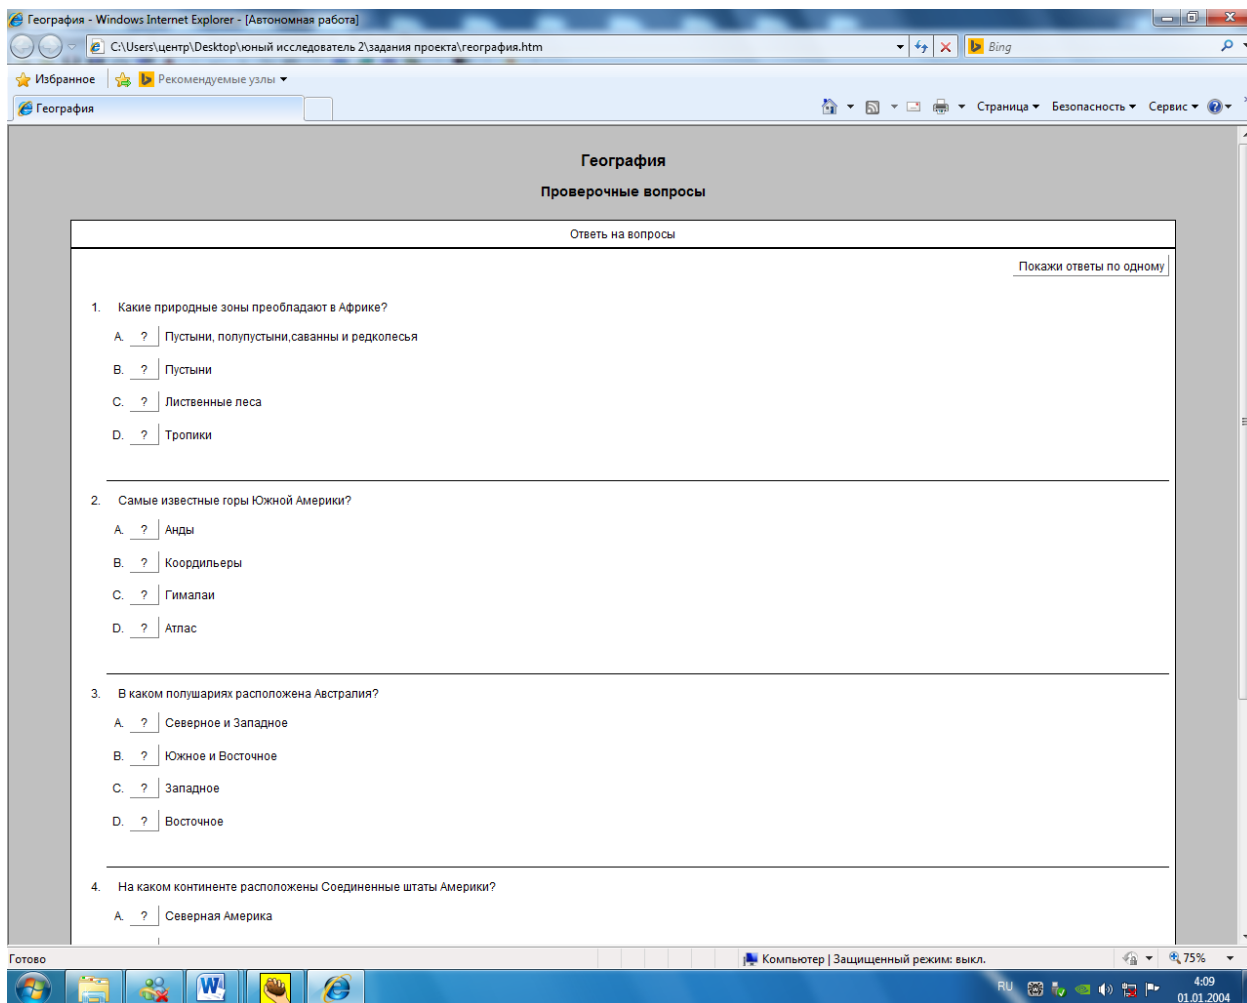 География - Windows Internet Explorer - [Автономная работа]
C:\Users\центр\Desktop\юный исследователь 2\задания проекта\география.htm
Bing
Избранное
Рекомендуемые узлы
География
Страница
Безопасность
Сервис
География
Проверочные вопросы
Ответь на вопросы
Покажи ответы по одному
1. Какие природные зоны преобладают в Африке?
A. ? Пустыни, полупустыни,саванны и редколесья
B. ? Пустыни
C. ? Лиственные леса
D. ? Тропики
2. Самые известные горы Южной Америки?
A. ? Анды
B. ? Координьеры
C. ? Гималаи
D. ? Атлас
3. В каком полушариях расположена Австралия?
A. ? Северное и Западное
B. ? Южное и Восточное
C. ? Западное
D. ? Восточное
4. На каком континенте расположены Соединенные штаты Америки?
A. ? Северная Америка
Готово
Компьютер | Защищенный режим: выкл.
75%
RU
4:09
01.01.2004